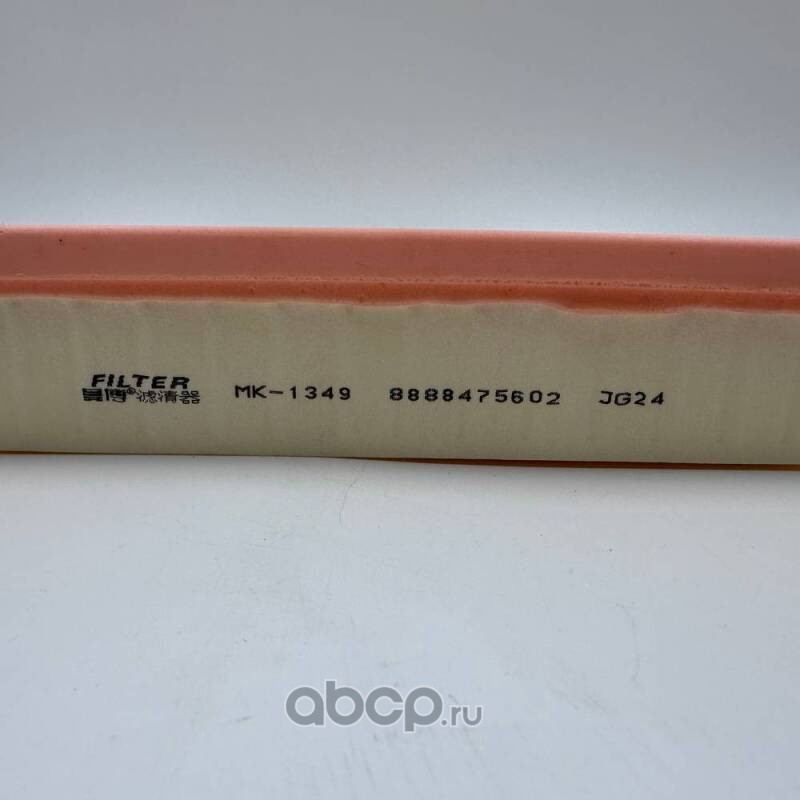 FILTER
®滤清器 MK-1349 8888475602 JG24
abcp.ru